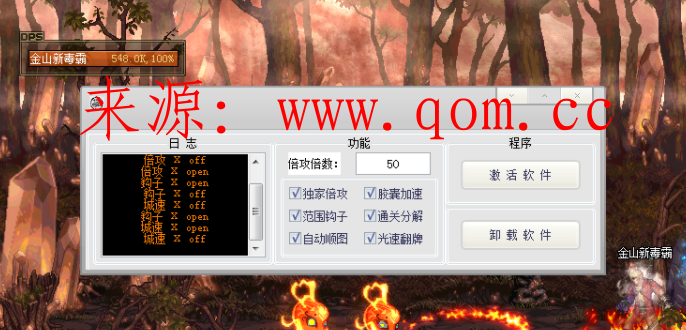 DPS
金山新毒霸 548.0K,100%
来源：www.qom.cc
日志
倍攻 X off
倍攻 X open
鈎子 X open
鈎子 X off
城速 X off
鈎子 X open
城速 X open
城速 X off
功能
倍攻倍数： 50
独家倍攻 胶囊加速
范围钩子 通关分解
自动顺图 光速翻牌
程序
激活软件
卸载软件
金山新毒霸